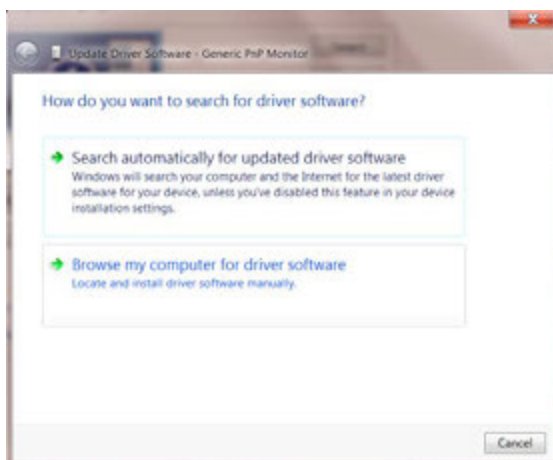 Update Driver Software - Generic PnP Monitor
How do you want to search for driver software?
Search automatically for updated driver software
Windows will search your computer and the Internet for the latest driver
software for your device, unless you've disabled this feature in your device
installation settings.
Browse my computer for driver software
Locate and install driver software manually.
Cancel